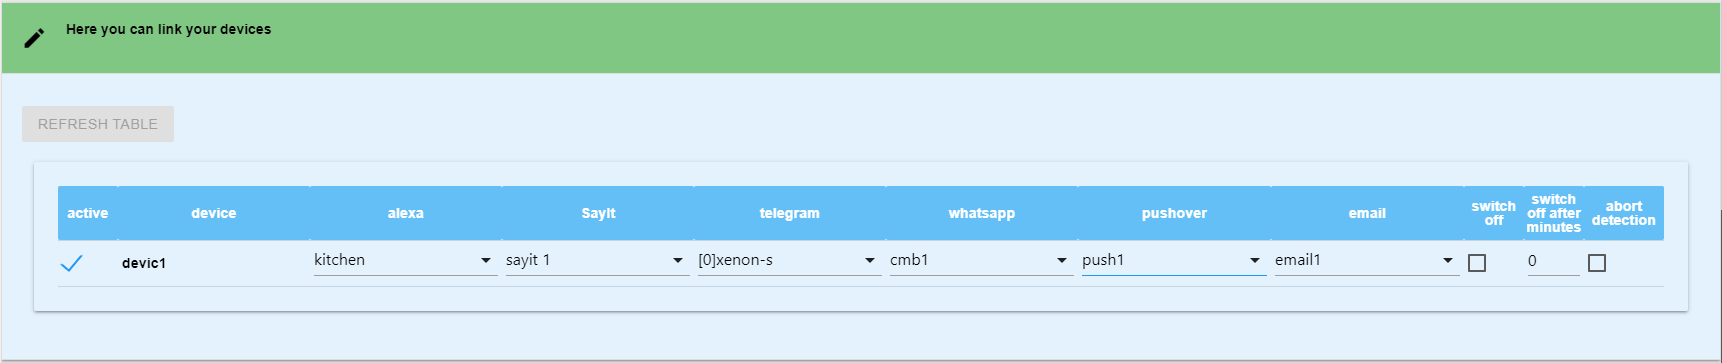 Here you can link your devices
REFRESH TABLE
active device alexa SayIt telegram whatsapp pushover email switch off switch off after minutes abort detection
devic1 kitchen sayit 1 [0]xenon-s cmb1 push1 email1 0